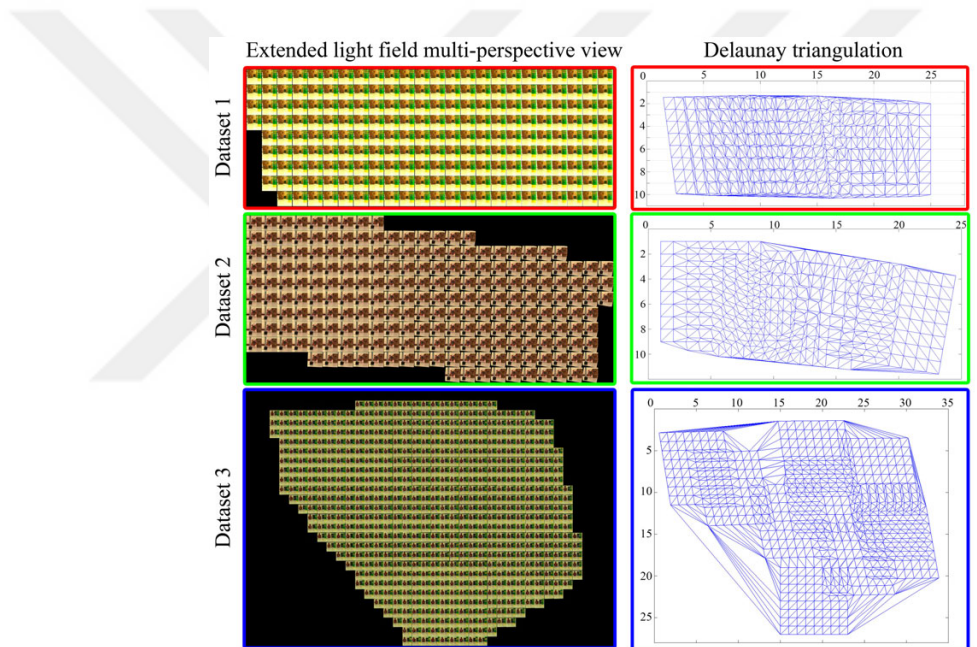 Extended light field multi-perspective view
Delaunay triangulation
Dataset 1
0 5 10 15 20 25
2
4
6
8
10
Dataset 2
0 5 10 15 20 25
2
4
6
8
10
Dataset 3
0 5 10 15 20 25 30 35
5
10
15
20
25